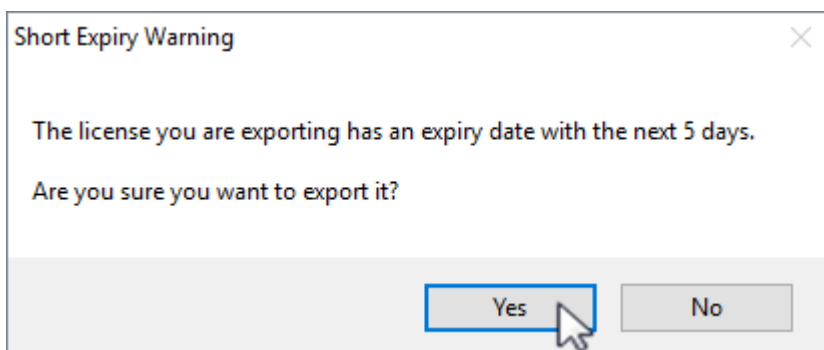 Short Expiry Warning
The license you are exporting has an expiry date with the next 5 days.
Are you sure you want to export it?
Yes
No